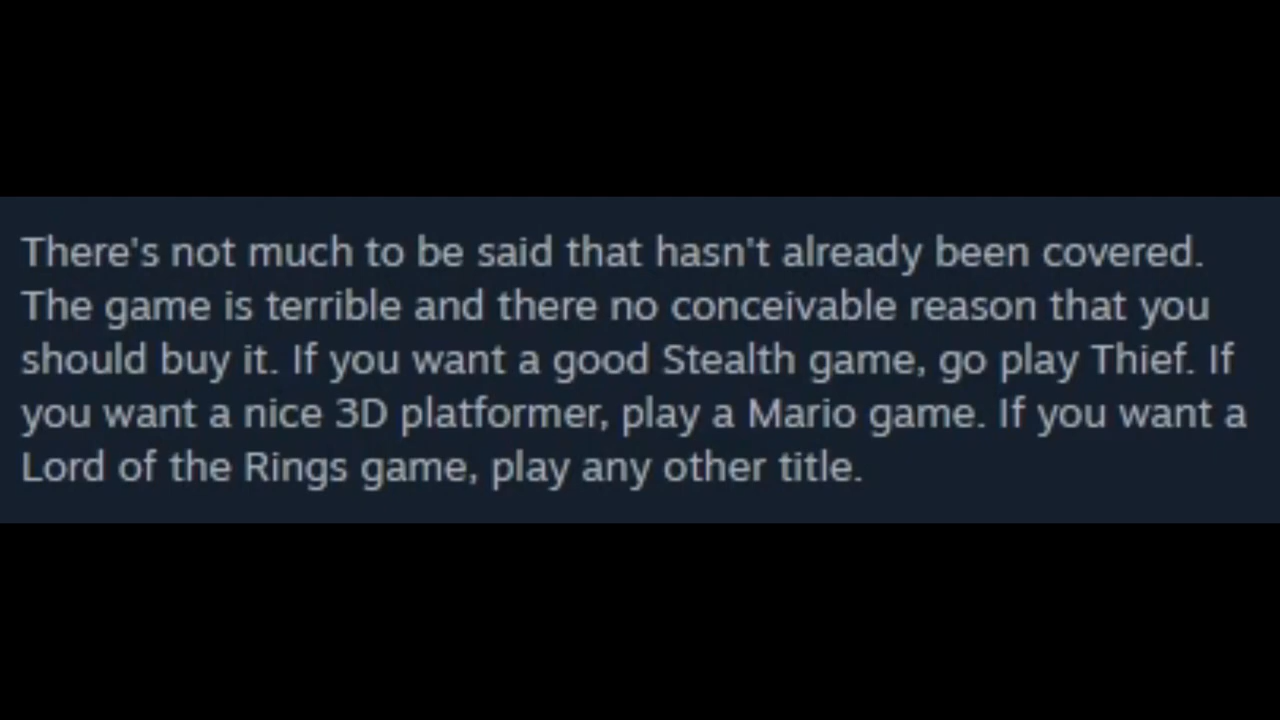 There's not much to be said that hasn't already been covered.
The game is terrible and there no conceivable reason that you
should buy it. If you want a good Stealth game, go play Thief. If
you want a nice 3D platformer, play a Mario game. If you want a
Lord of the Rings game, play any other title.